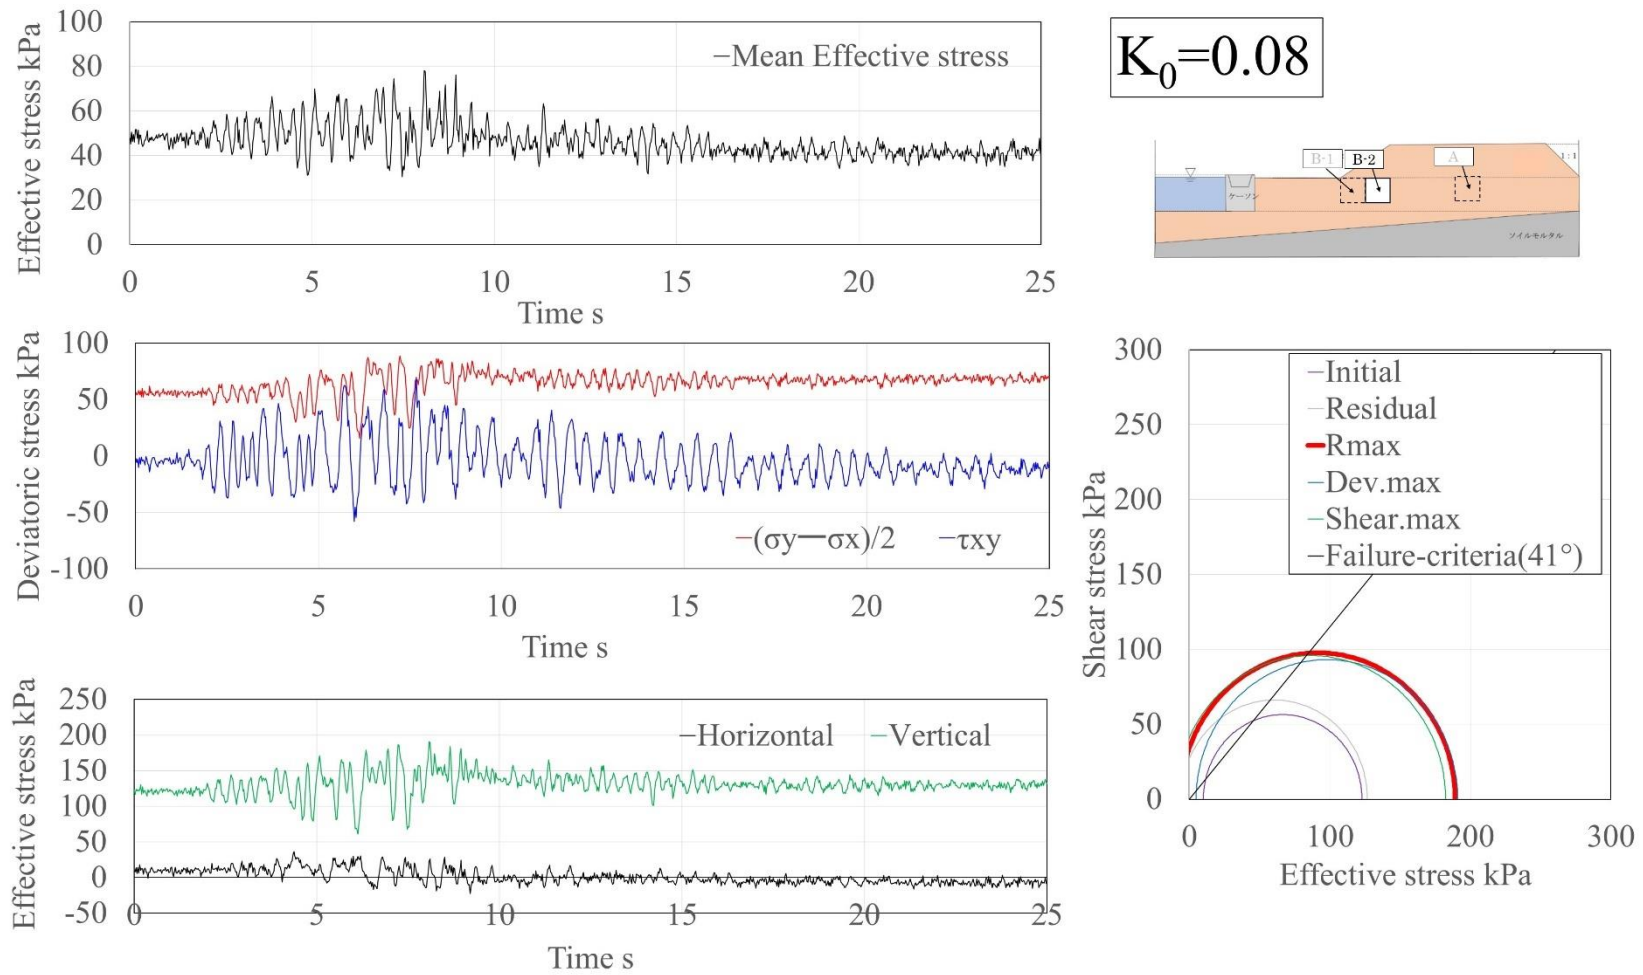 100
80
60
40
20
0
Effective stress kPa
−Mean Effective stress
0 5 10 15 20 25
Time s
K₀=0.08
B-1 B-2 A 1:1
ケーソン
ソイルモルタル
100
50
0
-50
-100
Deviatoric stress kPa
−(σy−σx)/2 −τxy
0 5 10 15 20 25
Time s
250
200
150
100
50
0
-50
Effective stress kPa
−Horizontal −Vertical
0 5 10 15 20 25
Time s
300
250
200
150
100
50
0
Shear stress kPa
−Initial
−Residual
−Rmax
−Dev.max
−Shear.max
−Failure-criteria(41°)
0 100 200 300
Effective stress kPa